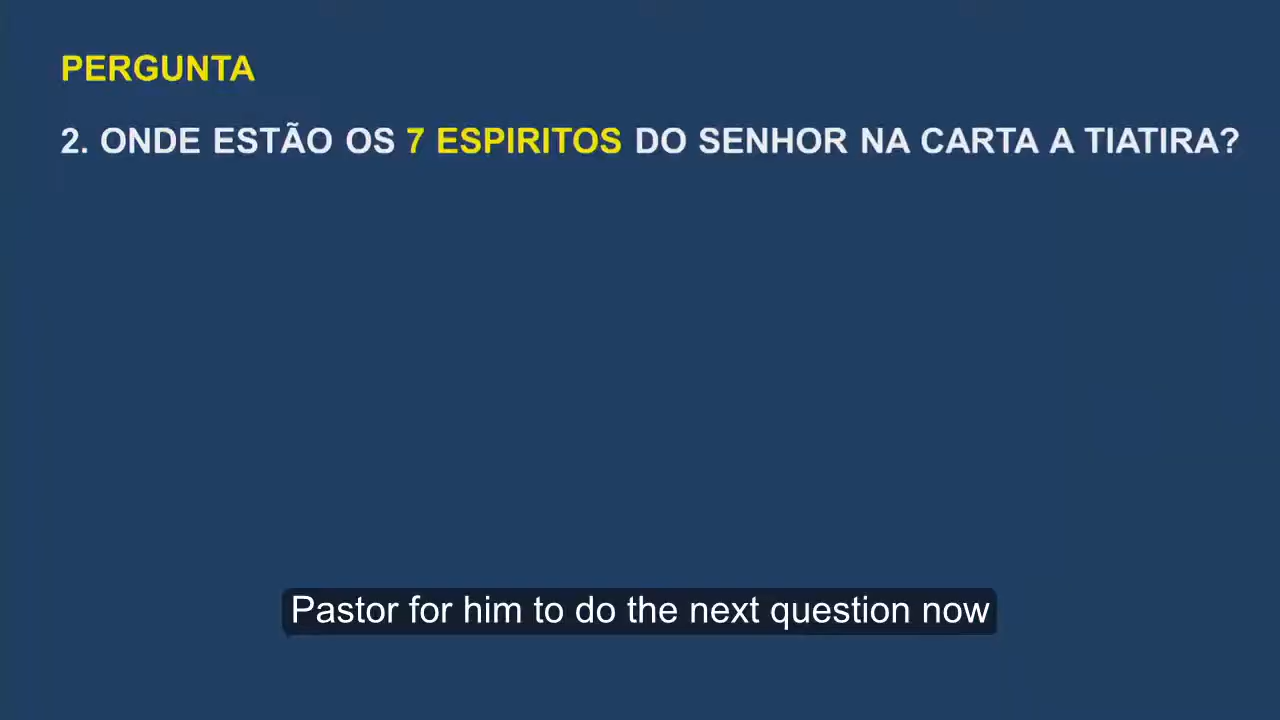 PERGUNTA
2. ONDE ESTÃO OS 7 ESPIRITOS DO SENHOR NA CARTA A TIATIRA?
Pastor for him to do the next question now